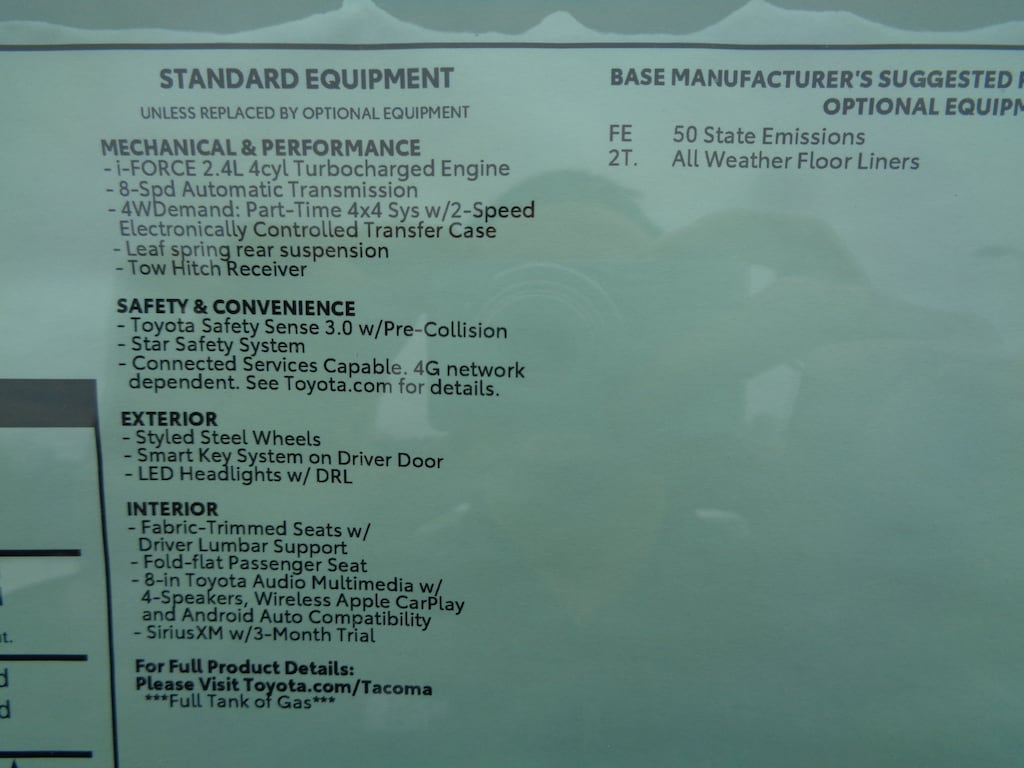 STANDARD EQUIPMENT
UNLESS REPLACED BY OPTIONAL EQUIPMENT
MECHANICAL & PERFORMANCE
- i-FORCE 2.4L 4cyl Turbocharged Engine
- 8-Spd Automatic Transmission
- 4WDemand: Part-Time 4x4 Sys w/2-Speed
Electronically Controlled Transfer Case
- Leaf spring rear suspension
- Tow Hitch Receiver
SAFETY & CONVENIENCE
- Toyota Safety Sense 3.0 w/Pre-Collision
- Star Safety System
- Connected Services Capable. 4G network
dependent. See Toyota.com for details.
EXTERIOR
- Styled Steel Wheels
- Smart Key System on Driver Door
- LED Headlights w/ DRL
INTERIOR
- Fabric-Trimmed Seats w/
Driver Lumbar Support
- Fold-flat Passenger Seat
- 8-in Toyota Audio Multimedia w/
4-Speakers, Wireless Apple CarPlay
and Android Auto Compatibility
- SiriusXM w/3-Month Trial
For Full Product Details:
Please Visit Toyota.com/Tacoma
***Full Tank of Gas***
BASE MANUFACTURER'S SUGGESTED
OPTIONAL
FE 50 State Emissions
2T. All Weather Floor Liners